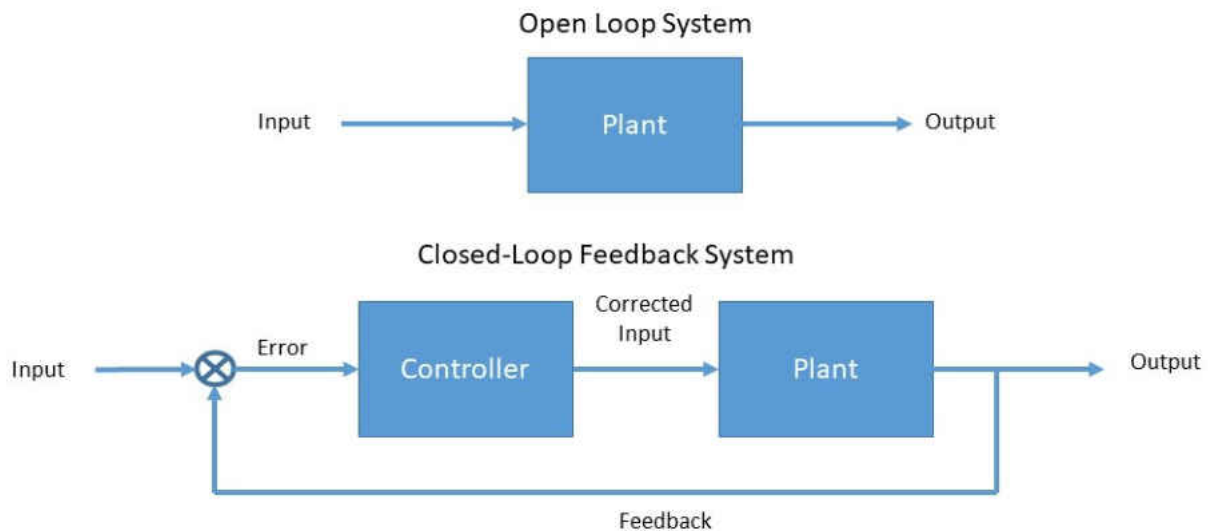 Open Loop System
Input
Plant
Output
Closed-Loop Feedback System
Input
Error
Controller
Corrected
Input
Plant
Output
Feedback